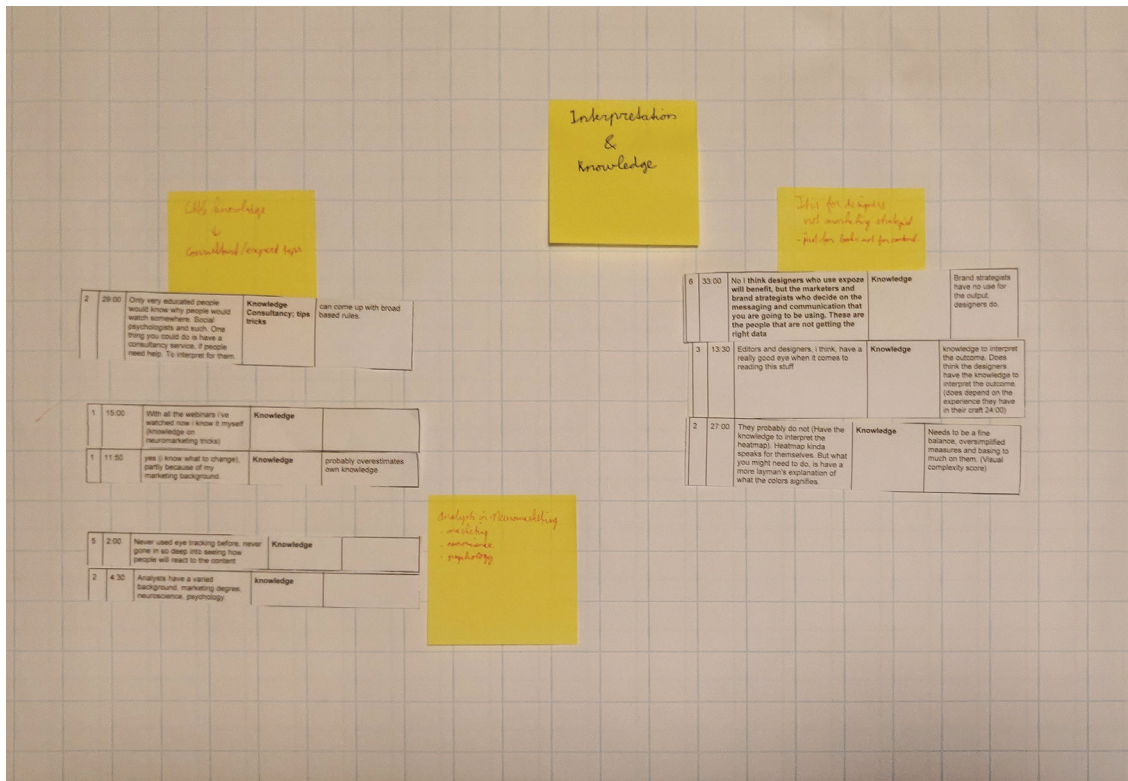 Interpretations
&
Knowledge
knowledge
↓
Consultand/expert tips
It is for designers
not marketing strategist
- just for looks not for content.
2 29:00 Only very educated people would know why people would watch somewhere. Social psychologists and such. One thing you could do is have a consultancy service, if people need help. To interpret for them.
Knowledge Consultancy; tips tricks
can come up with broad based rules.
1 15:00 With all the webinars i've watched now i know it myself (knowledge on neuromarketing tricks)
Knowledge
1 11:50 yes (i know what to change), partly because of my marketing background.
Knowledge
probably overestimates own knowledge
5 2:00 Never used eye tracking before, never gone in so deep into seeing how people will react to the content
Knowledge
2 4:30 Analysts have a varied background, marketing degree, neuroscience, psychology.
knowledge
Analysts in Neuromarketing
- marketing
- psychology
6 33:00 No I think designers who use expoze will benefit, but the marketers and brand strategists who decide on the messaging and communication that you are going to be using. These are the people that are not getting the right data
Knowledge
Brand strategists have no use for the output, designers do.
3 13:30 Editors and designers, i think, have a really good eye when it comes to reading this stuff
Knowledge
knowledge to interpret the outcome. Does think the designers have the knowledge to interpret the outcome, (does depend on the experience they have in their craft 24:00)
2 27:00 They probably do not (Have the knowledge to interpret the heatmap). Heatmap kinda speaks for themselves. But what you might need to do, is have a more layman's explanation of what the colors signifies.
Knowledge
Needs to be a fine balance, oversimplified measures and basing to much on them. (Visual complexity score)